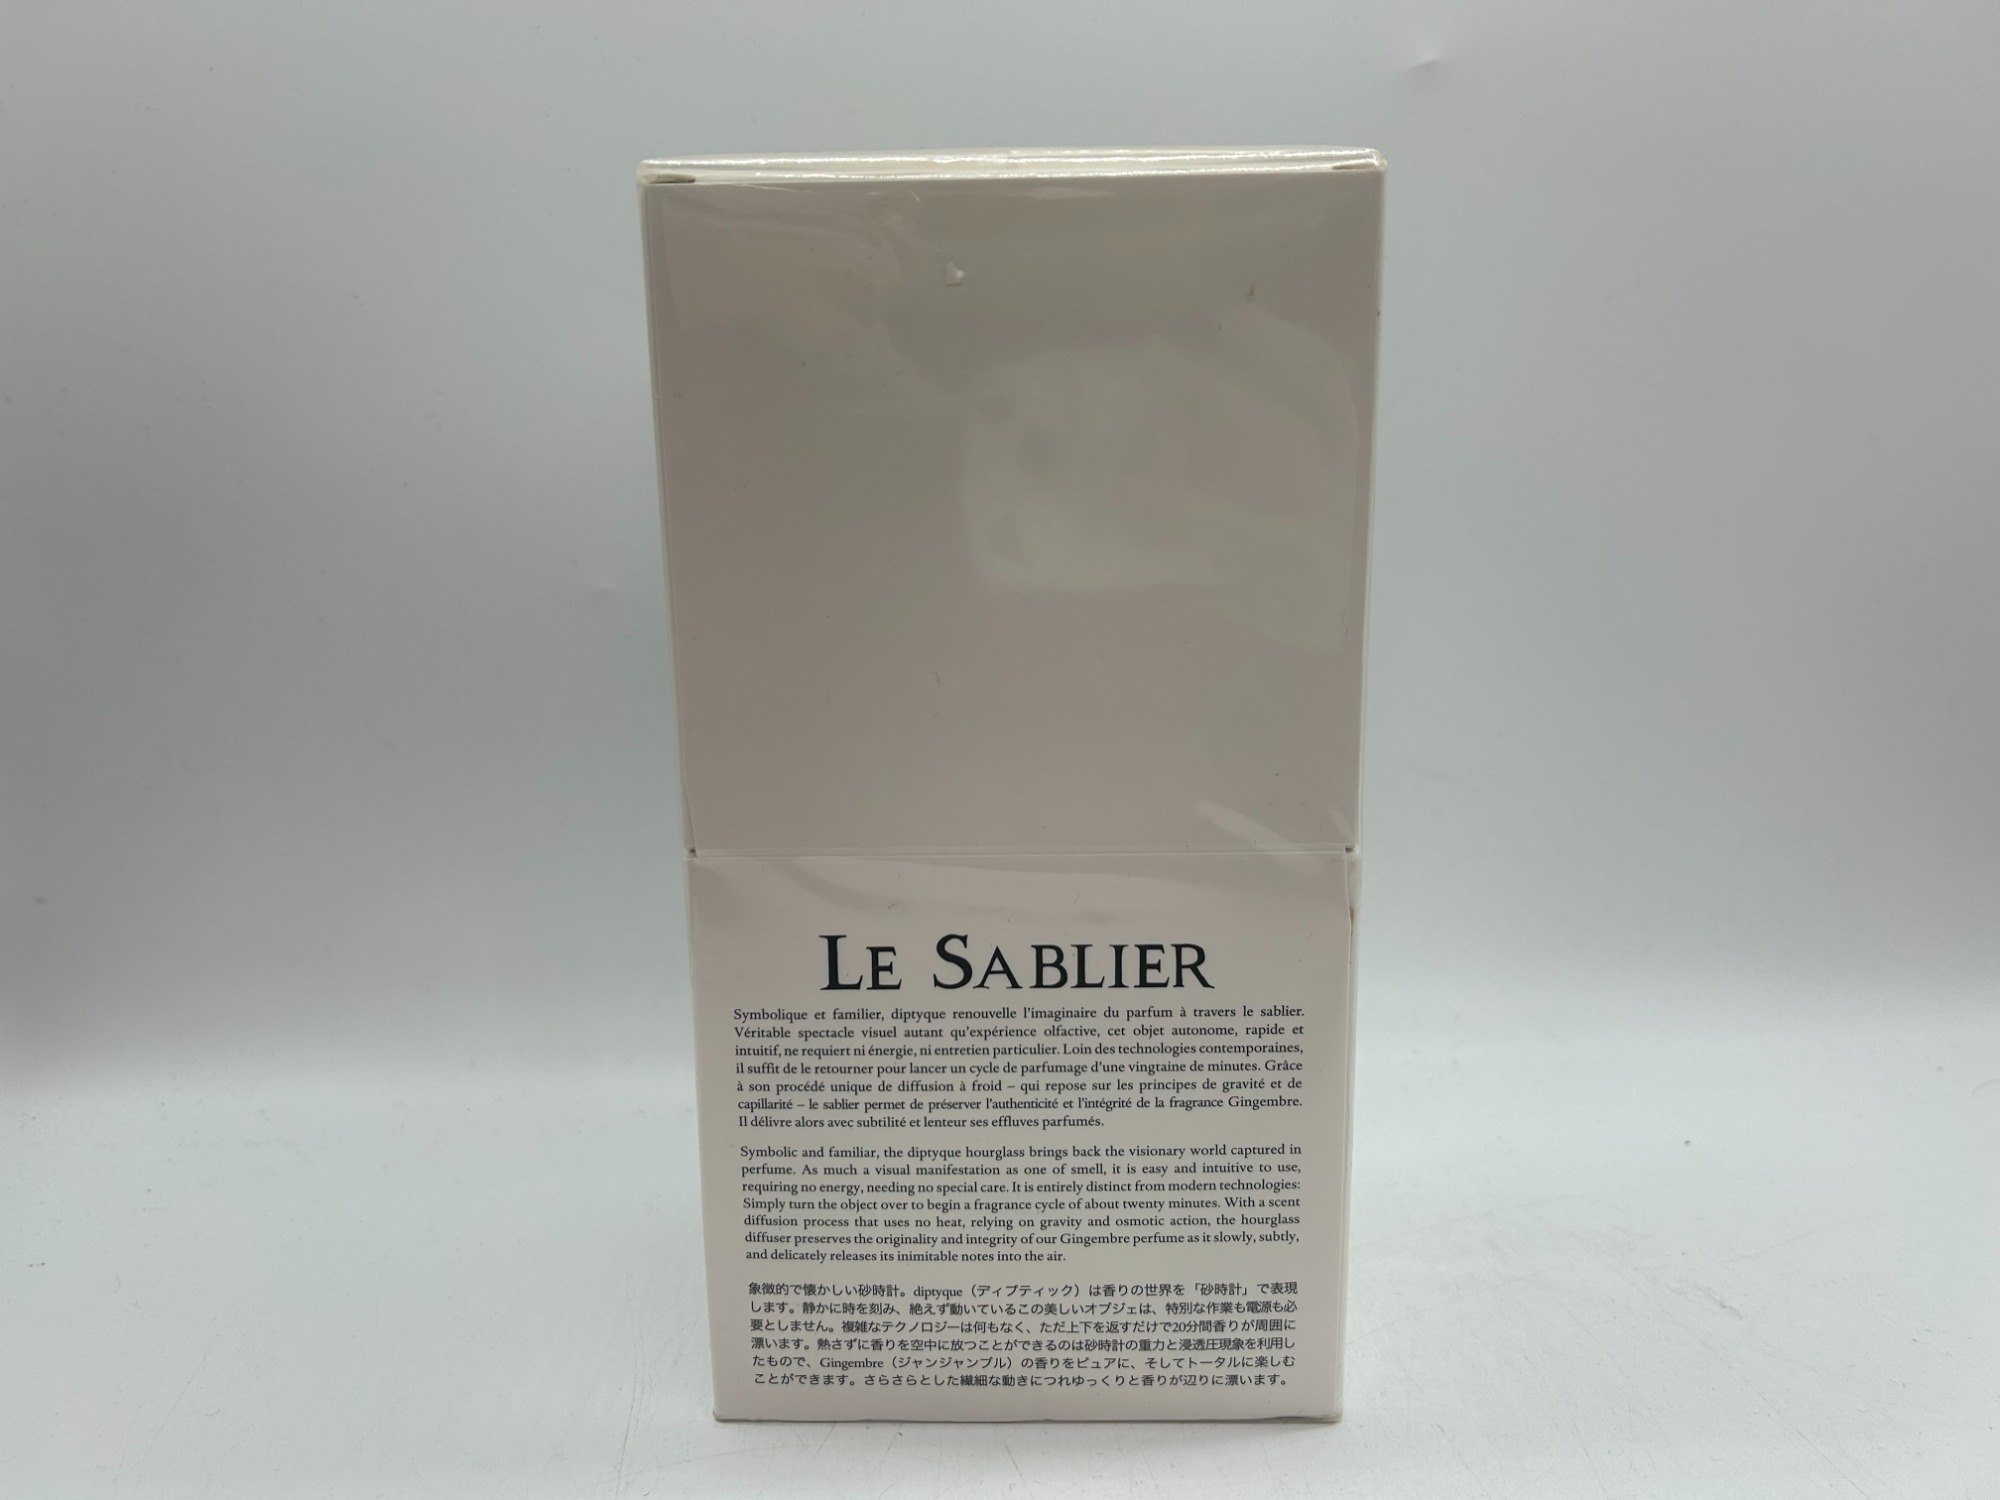 LE SABLIER
Symbolique et familier, diptyque renouvelle l'imaginaire du parfum à travers le sablier.
Véritable spectacle visuel autant qu'expérience olfactive, cet objet autonome, rapide et
intuitif, ne requiert ni énergie, ni entretien particulier. Loin des technologies contemporaines,
il suffit de le retourner pour lancer un cycle de parfumage d'une vingtaine de minutes. Grâce
à son procédé unique de diffusion à froid – qui repose sur les principes de gravité et de
capillarité – le sablier permet de préserver l'authenticité et l'intégrité de la fragrance Gingembre.
Il délivre alors avec subtilité et lenteur ses effluves parfumés.
Symbolic and familiar, the diptyque hourglass brings back the visionary world captured in
perfume. As much a visual manifestation as one of smell, it is easy and intuitive to use,
requiring no energy, needing no special care. It is entirely distinct from modern technologies:
Simply turn the object over to begin a fragrance cycle of about twenty minutes. With a scent
diffusion process that uses no heat, relying on gravity and osmotic action, the hourglass
diffuser preserves the originality and integrity of our Gingembre perfume as it slowly, subtly,
and delicately releases its inimitable notes into the air.
象徴的で懐かしい砂時計。diptyque（ディプティック）は香りの世界を「砂時計」で表現
します。静かに時を刻み、絶えず動いているこの美しいオブジェは、特別な作業も電源も必
要としません。複雑なテクノロジーは何もなく、ただ上下を返すだけで20分間香りが周囲に
漂います。熱さずに香りを空中に放つことができるのは砂時計の重力と浸透圧現象を利用し
たもので、Gingembre（ジャンジャンブル）の香りをピュアに、そしてトータルに楽しむ
ことができます。さらさらとした繊細な動きにつれゆっくりと香りが辺りに漂います。